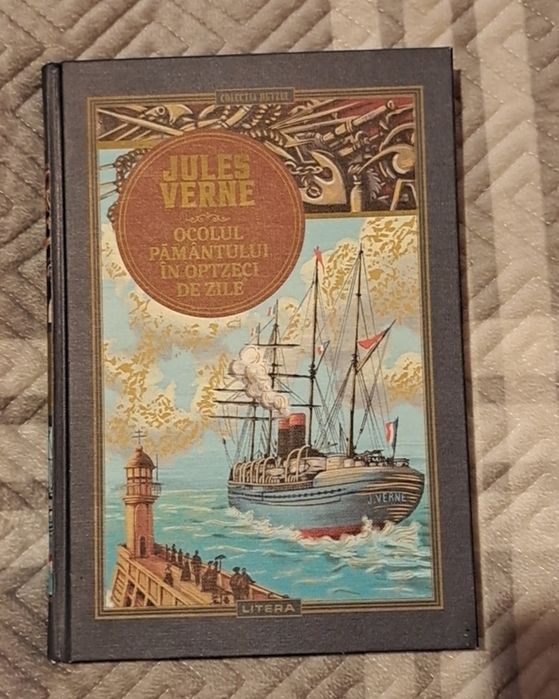 COLECȚIA HETZEL
JULES
VERNE
OCOLUL
PĂMÂNTULUI
ÎN OPTZECI
DE ZILE
J. VERNE
LITERA